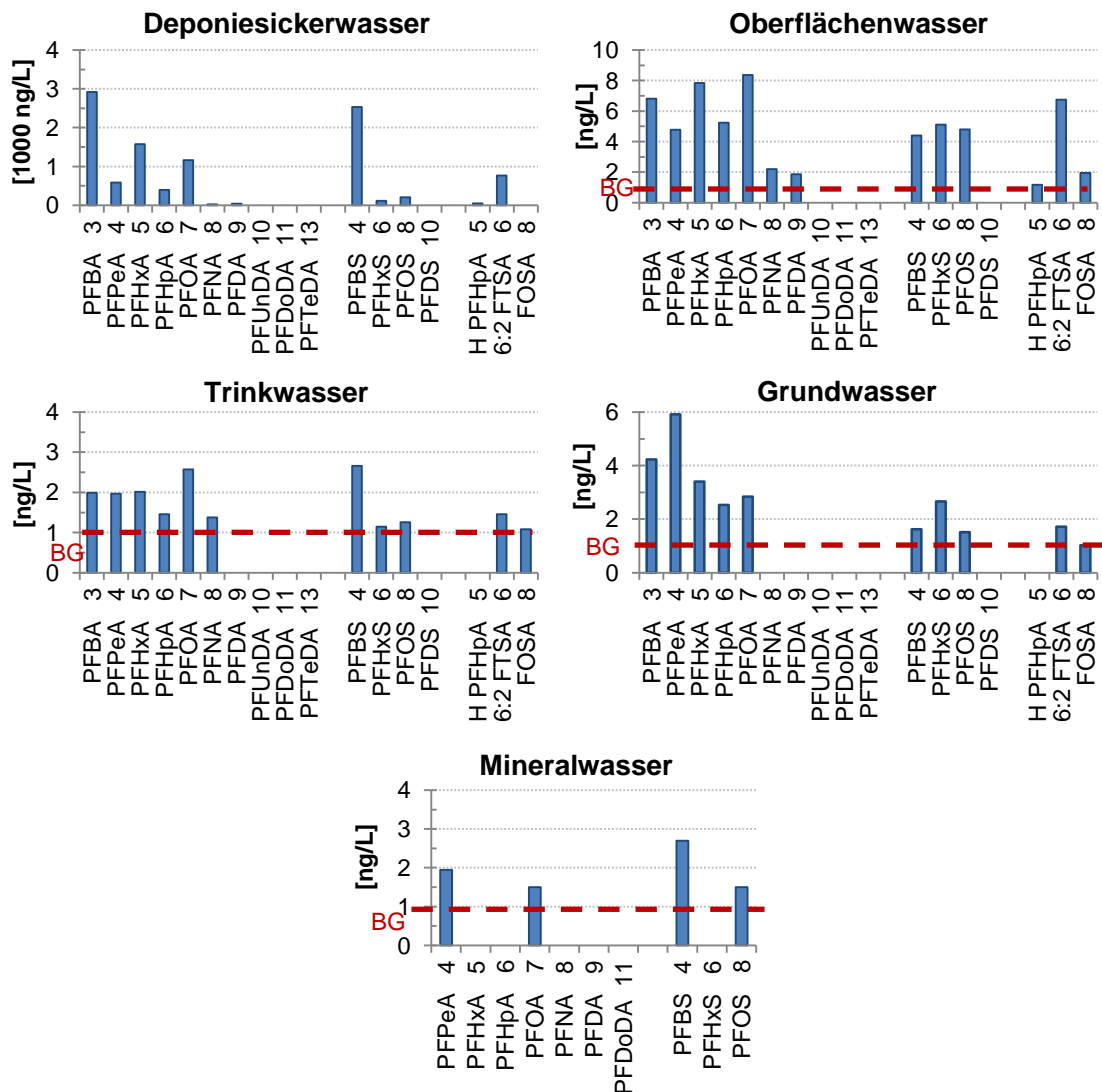 Deponiesickerwasser
[1000 ng/L]
4
3
2
1
0
PFBA 3
PFPeA 4
PFHxA 5
PFHpA 6
PFOA 7
PFNA 8
PFDA 9
PFUnDA 10
PFDoDA 11
PFTeDA 13
PFBS 4
PFHxS 6
PFOS 8
PFDS 10
H PFHpA 5
6:2 FTSA 6
FOSA 8
Oberflächenwasser
[ng/L]
10
8
6
4
2
0
BG
PFBA 3
PFPeA 4
PFHxA 5
PFHpA 6
PFOA 7
PFNA 8
PFDA 9
PFUnDA 10
PFDoDA 11
PFTeDA 13
PFBS 4
PFHxS 6
PFOS 8
PFDS 10
H PFHpA 5
6:2 FTSA 6
FOSA 8
Trinkwasser
[ng/L]
4
3
2
1
0
BG
PFBA 3
PFPeA 4
PFHxA 5
PFHpA 6
PFOA 7
PFNA 8
PFDA 9
PFUnDA 10
PFDoDA 11
PFTeDA 13
PFBS 4
PFHxS 6
PFOS 8
PFDS 10
H PFHpA 5
6:2 FTSA 6
FOSA 8
Grundwasser
[ng/L]
6
4
2
0
BG
PFBA 3
PFPeA 4
PFHxA 5
PFHpA 6
PFOA 7
PFNA 8
PFDA 9
PFUnDA 10
PFDoDA 11
PFTeDA 13
PFBS 4
PFHxS 6
PFOS 8
PFDS 10
H PFHpA 5
6:2 FTSA 6
FOSA 8
Mineralwasser
[ng/L]
4
3
2
1
0
BG
PFPeA 4
PFHxA 5
PFHpA 6
PFOA 7
PFNA 8
PFDA 9
PFDoDA 11
PFBS 4
PFHxS 6
PFOS 8